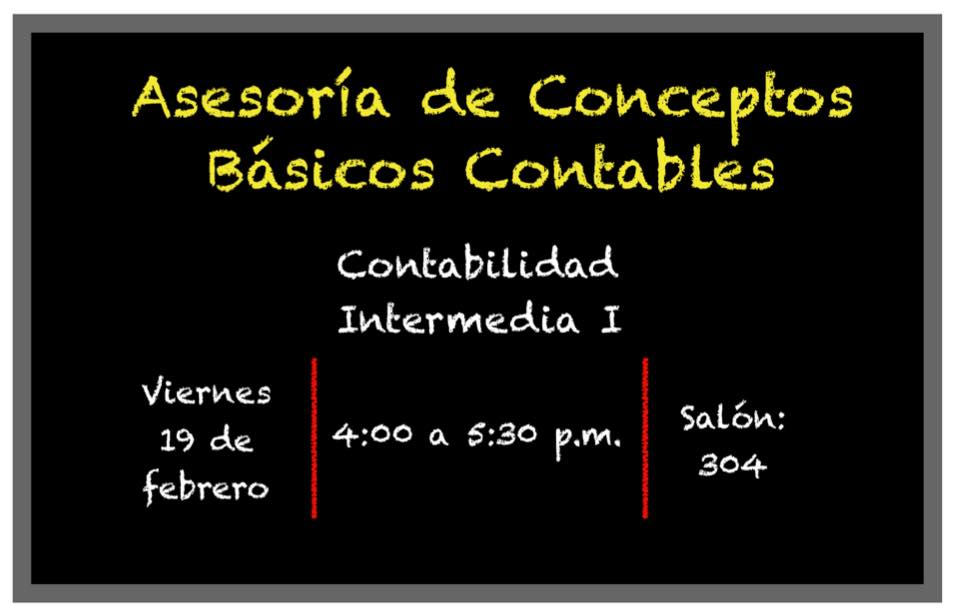 Asesoría de Conceptos
Básicos Contables
Contabilidad
Intermedia I
Viernes
19 de
febrero
4:00 a 5:30 p.m.
Salón:
304